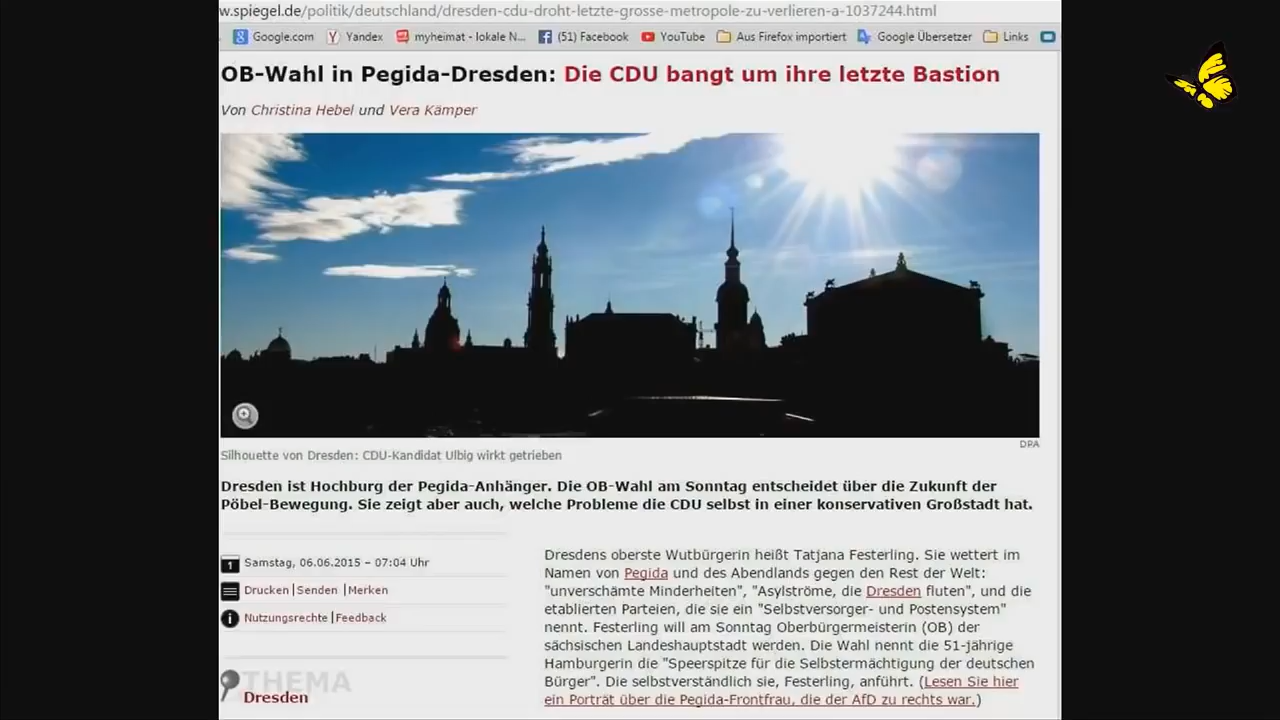 w.spiegel.de/politik/deutschland/dresden-cdu-droht-letzte-grosse-metropole-zu-verlieren-a-1037244.html
Google.com Yandex myheimat - lokale N... (51) Facebook YouTube Aus Firefox importiert Google Übersetzer Links
OB-Wahl in Pegida-Dresden: Die CDU bangt um ihre letzte Bastion
Von Christina Hebel und Vera Kämper
DPA
Silhouette von Dresden: CDU-Kandidat Ulbig wirkt getrieben
Dresden ist Hochburg der Pegida-Anhänger. Die OB-Wahl am Sonntag entscheidet über die Zukunft der
Pöbel-Bewegung. Sie zeigt aber auch, welche Probleme die CDU selbst in einer konservativen Großstadt hat.
1 Samstag, 06.06.2015 – 07:04 Uhr
Drucken | Senden | Merken
Nutzungsrechte | Feedback
THEMA
Dresden
Dresdens oberste Wutbürgerin heißt Tatjana Festerling. Sie wettert im
Namen von Pegida und des Abendlands gegen den Rest der Welt:
"unverschämte Minderheiten", "Asylströme, die Dresden fluten", und die
etablierten Parteien, die sie ein "Selbstversorger- und Postensystem"
nennt. Festerling will am Sonntag Oberbürgermeisterin (OB) der
sächsischen Landeshauptstadt werden. Die Wahl nennt die 51-jährige
Hamburgerin die "Speerspitze für die Selbstermächtigung der deutschen
Bürger". Die selbstverständlich sie, Festerling, anführt. (Lesen Sie hier
ein Porträt über die Pegida-Frontfrau, die der AfD zu rechts war.)